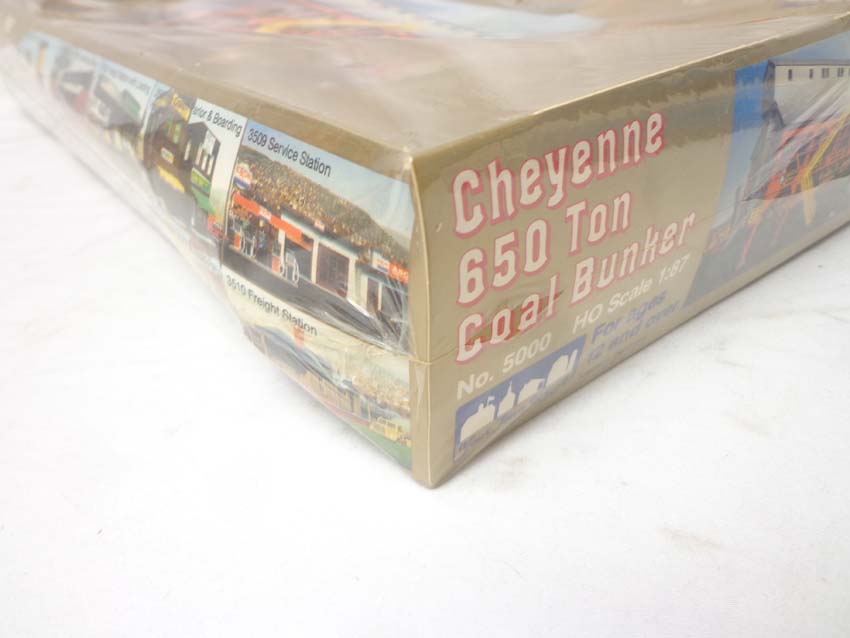 erior & Boarding
3509 Service Station
3510 Freight Station
Cheyenne
650 Ton
Coal Bunker
No. 5000 HO Scale 1:87
For ages
12 and over